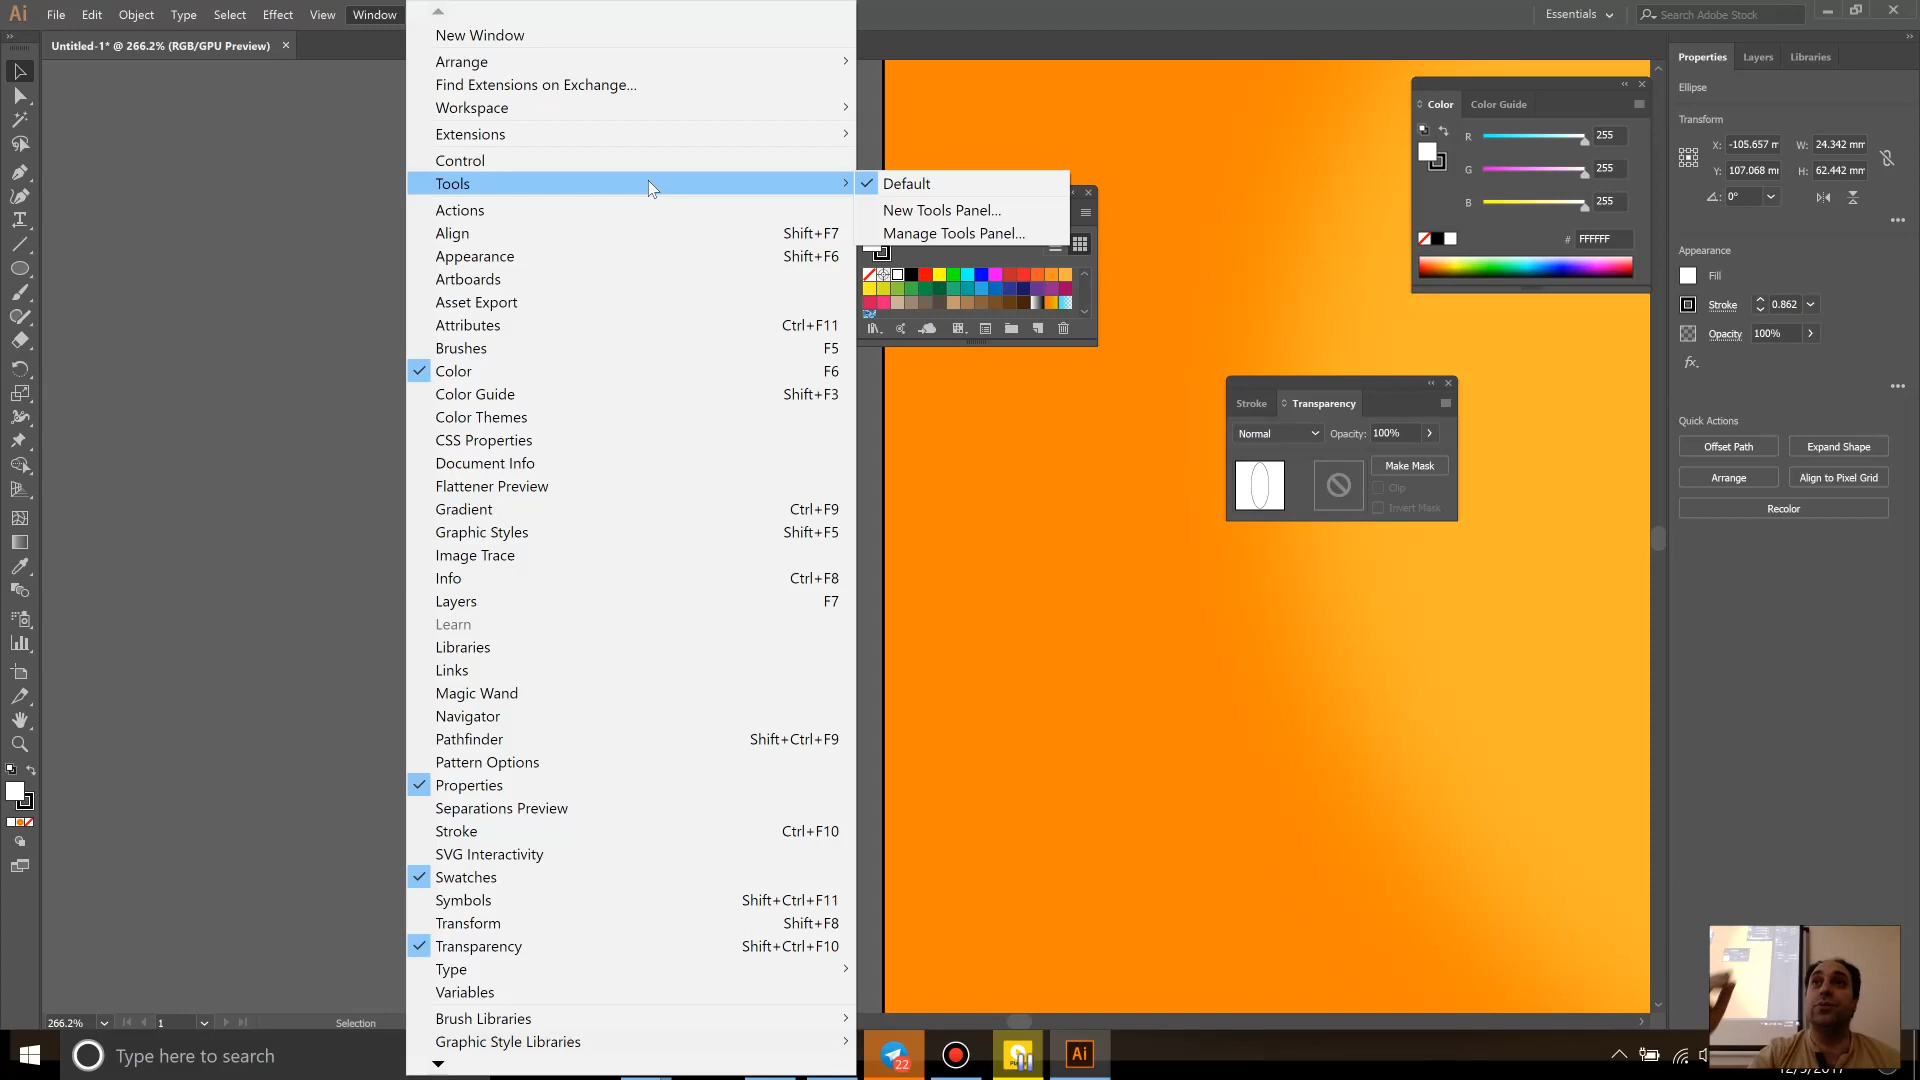 Ai File Edit Object Type Select Effect View Window
Essentials
Search Adobe Stock
Untitled-1* @ 266.2% (RGB/GPU Preview)
New Window
Arrange
Find Extensions on Exchange...
Workspace
Extensions
Control
Tools
Actions
Align Shift+F7
Appearance Shift+F6
Artboards
Asset Export
Attributes Ctrl+F11
Brushes F5
Color F6
Color Guide Shift+F3
Color Themes
CSS Properties
Document Info
Flattener Preview
Gradient Ctrl+F9
Graphic Styles Shift+F5
Image Trace
Info Ctrl+F8
Layers F7
Learn
Libraries
Links
Magic Wand
Navigator
Pathfinder Shift+Ctrl+F9
Pattern Options
Properties
Separations Preview
Stroke Ctrl+F10
SVG Interactivity
Swatches
Symbols Shift+Ctrl+F11
Transform Shift+F8
Transparency Shift+Ctrl+F10
Type
Variables
Brush Libraries
Graphic Style Libraries
Default
New Tools Panel...
Manage Tools Panel...
Color Color Guide
R 255
G 255
B 255
# FFFFFF
Stroke Transparency
Normal Opacity: 100%
Make Mask
Clip
Invert Mask
Properties Layers Libraries
Ellipse
Transform
X: -105.657 m W: 24.342 mm
Y: 107.068 mm H: 62.442 mm
0°
Appearance
Fill
Stroke 0.862
Opacity 100%
fx
Quick Actions
Offset Path Expand Shape
Arrange Align to Pixel Grid
Recolor
266.2% 1 Selection
Type here to search
22
Ai